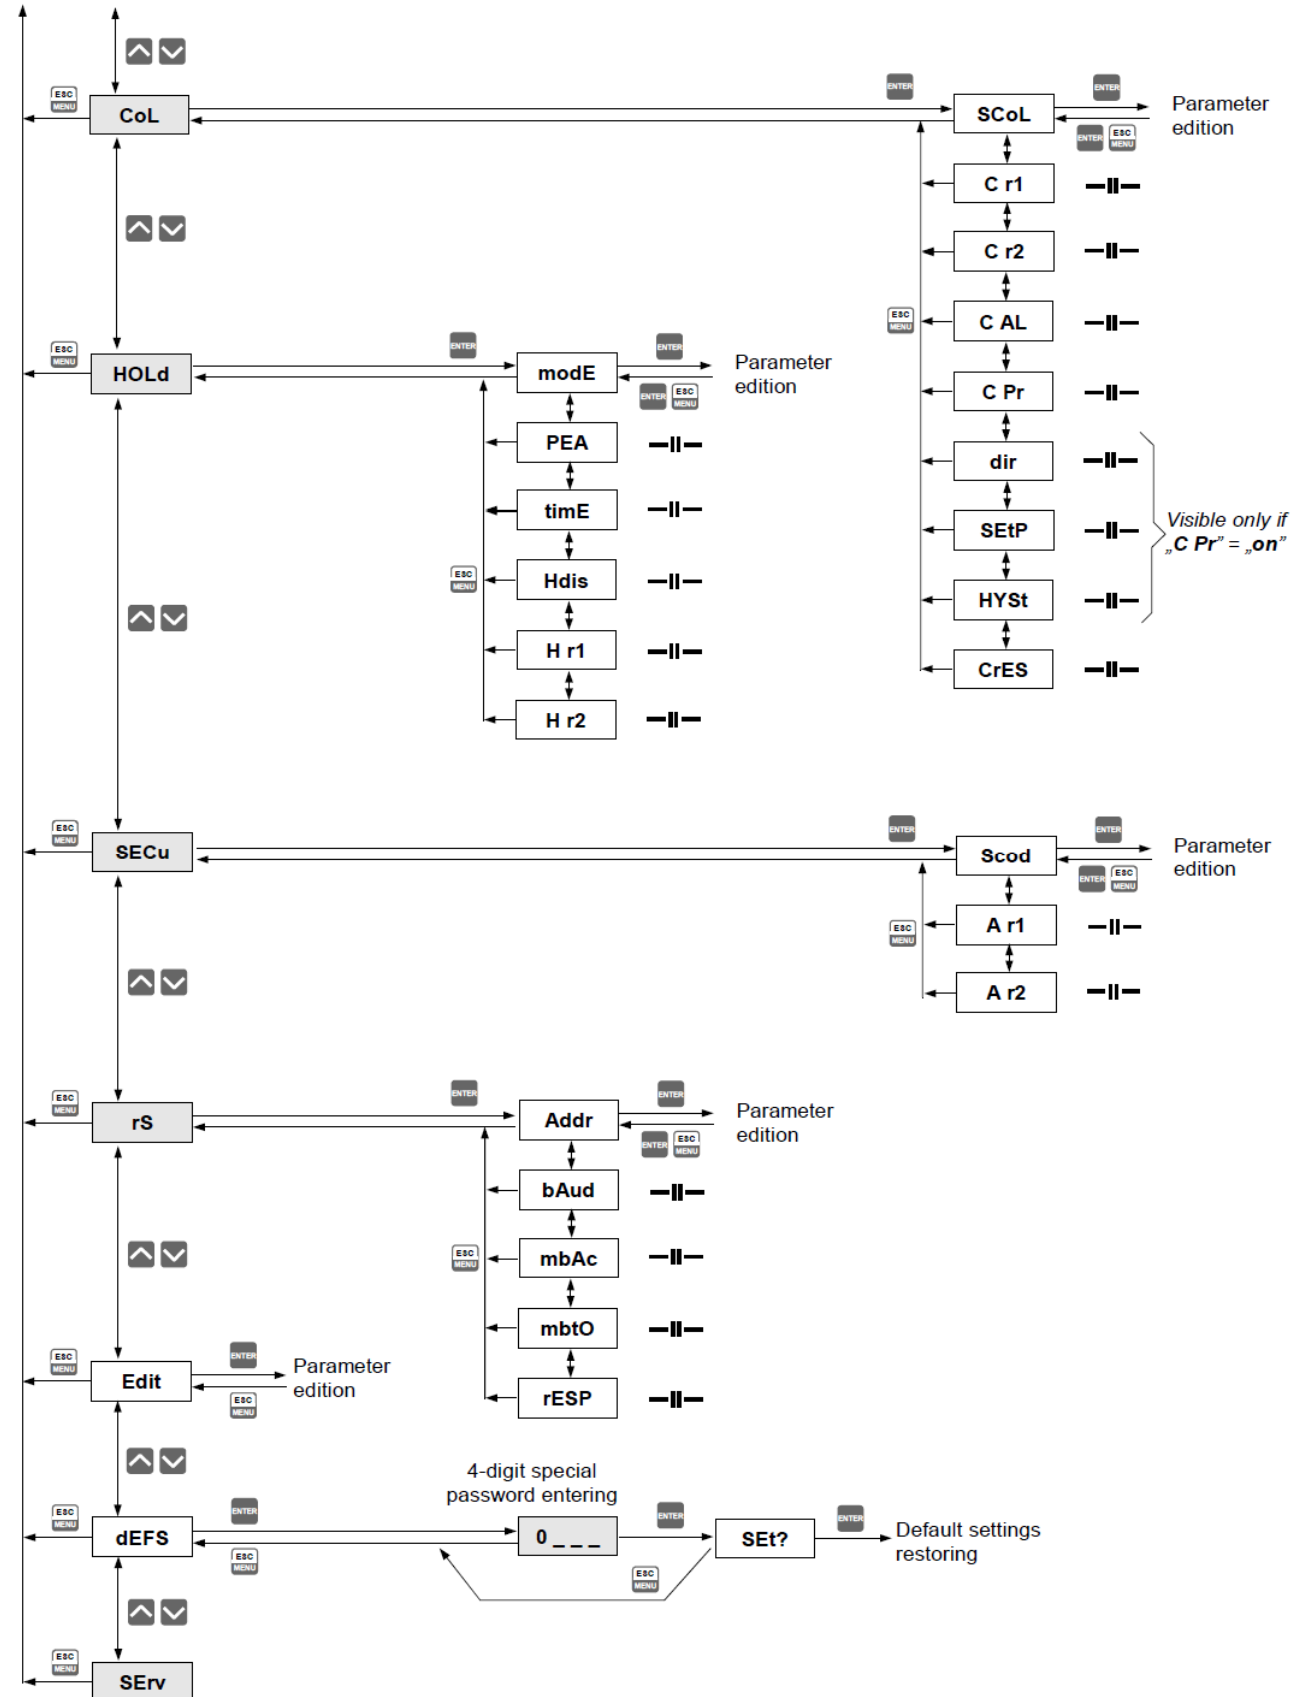 ESC
MENU
CoL
ENTER
SCoL
ENTER
Parameter
edition
ENTER
ESC
MENU
C r1
C r2
ESC
MENU
C AL
C Pr
dir
SEtP
HYSt
CrES
Visible only if
„C Pr” = „on”
ESC
MENU
HOLd
ENTER
modE
ENTER
Parameter
edition
ENTER
ESC
MENU
PEA
timE
ESC
MENU
Hdis
H r1
H r2
ESC
MENU
SECu
ENTER
Scod
ENTER
Parameter
edition
ENTER
ESC
MENU
ESC
MENU
A r1
A r2
ESC
MENU
rS
ENTER
Addr
ENTER
Parameter
edition
ENTER
ESC
MENU
bAud
ESC
MENU
mbAc
mbtO
rESP
ESC
MENU
Edit
ENTER
Parameter
edition
ESC
MENU
4-digit special
password entering
ESC
MENU
dEFS
ENTER
ESC
MENU
0 _ _ _
ENTER
SEt?
ENTER
Default settings
restoring
ESC
MENU
ESC
MENU
SErv